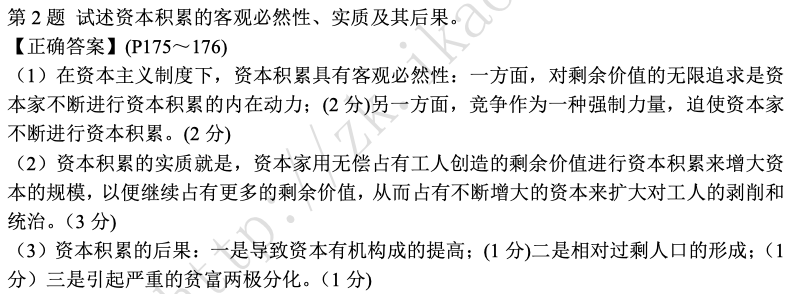 第 2 题 试述资本积累的客观必然性、实质及其后果。
【正确答案】(P175～176)
（1）在资本主义制度下，资本积累具有客观必然性：一方面，对剩余价值的无限追求是资
本家不断进行资本积累的内在动力；(2 分)另一方面，竞争作为一种强制力量，迫使资本家
不断进行资本积累。(2 分)
（2）资本积累的实质就是，资本家用无偿占有工人创造的剩余价值进行资本积累来增大资
本的规模，以便继续占有更多的剩余价值，从而占有不断增大的资本来扩大对工人的剥削和
统治。（3 分)
（3）资本积累的后果：一是导致资本有机构成的提高；(1 分)二是相对过剩人口的形成；（1
分）三是引起严重的贫富两极分化。（1 分)